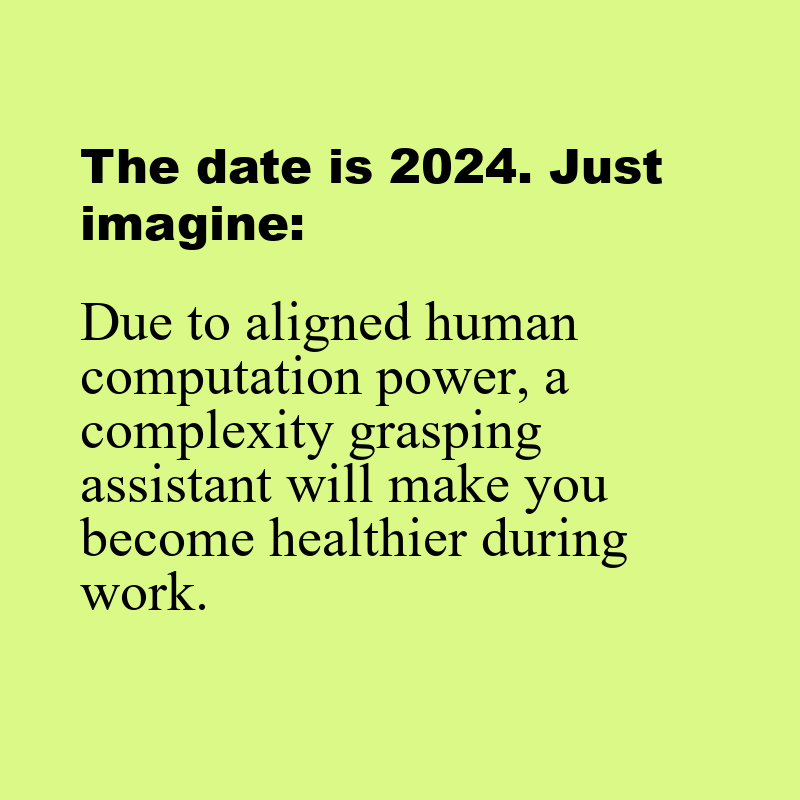 The date is 2024. Just
imagine:
Due to aligned human
computation power, a
complexity grasping
assistant will make you
become healthier during
work.